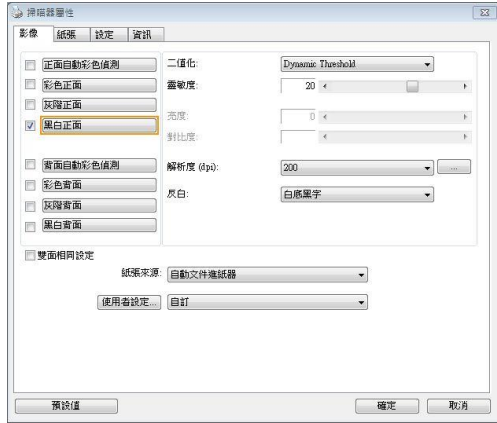 掃瞄器屬性
影像 紙張 設定 資訊
正面自動彩色偵測
彩色正面
灰階正面
黑白正面
背面自動彩色偵測
彩色背面
灰階背面
黑白背面
二值化: Dynamic Threshold
靈敏度: 20
亮度: 0
對比度:
解析度 (dpi): 200 ...
反白: 白底黑字
雙面相同設定
紙張來源: 自動文件進紙器
使用者設定... 自訂
預設值 確定 取消